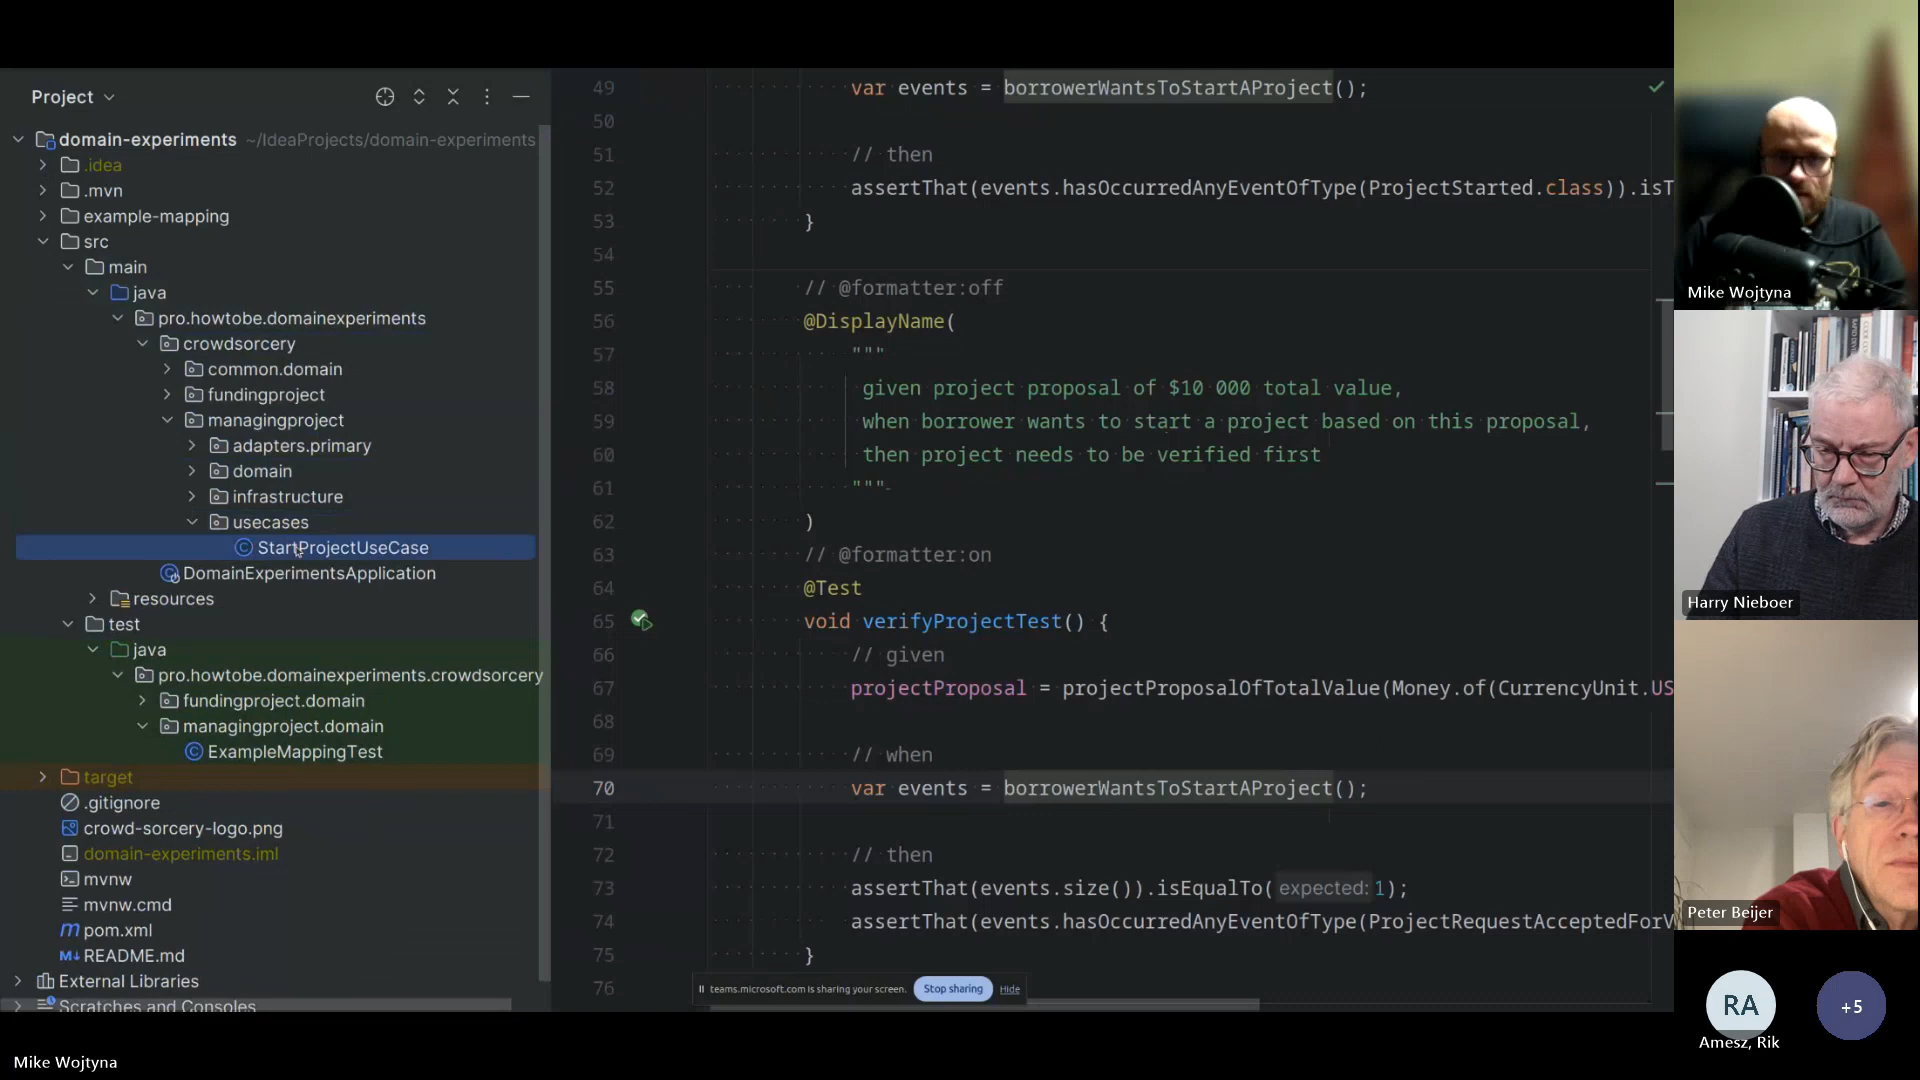 Project
domain-experiments ~/IdeaProjects/domain-experiments
.idea
.mvn
example-mapping
src
main
java
pro.howtobe.domainexperiments
crowdsorcery
common.domain
fundingproject
managingproject
adapters.primary
domain
infrastructure
usecases
StartProjectUseCase
DomainExperimentsApplication
resources
test
java
pro.howtobe.domainexperiments.crowdsorcery
fundingproject.domain
managingproject.domain
ExampleMappingTest
target
.gitignore
crowd-sorcery-logo.png
domain-experiments.iml
mvnw
mvnw.cmd
pom.xml
README.md
External Libraries
Scratches and Consoles
49 var events = borrowerWantsToStartAProject();
50
51 // then
52 assertThat(events.hasOccurredAnyEventOfType(ProjectStarted.class)).isT
53 }
54
55 // @formatter:off
56 @DisplayName(
57 """
58 given project proposal of $10 000 total value,
59 when borrower wants to start a project based on this proposal,
60 then project needs to be verified first
61 """
62 )
63 // @formatter:on
64 @Test
65 void verifyProjectTest() {
66 // given
67 projectProposal = projectProposalOfTotalValue(Money.of(CurrencyUnit.US
68
69 // when
70 var events = borrowerWantsToStartAProject();
71
72 // then
73 assertThat(events.size()).isEqualTo( expected: 1);
74 assertThat(events.hasOccurredAnyEventOfType(ProjectRequestAcceptedForV
75 }
76
teams.microsoft.com is sharing your screen. Stop sharing Hide
Mike Wojtyna
Harry Nieboer
Peter Beijer
RA
Amesz, Rik
+5
Mike Wojtyna